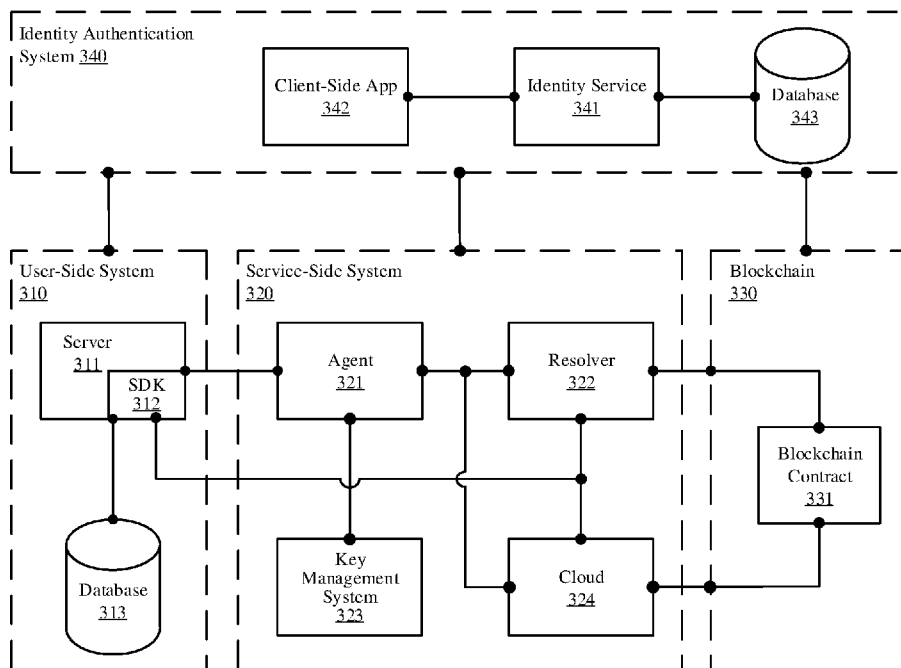 Identity Authentication
System 340
Client-Side App
342
Identity Service
341
Database
343
User-Side System
310
Server
311
SDK
312
Database
313
Service-Side System
320
Agent
321
Resolver
322
Key
Management
System
323
Cloud
324
Blockchain
330
Blockchain
Contract
331